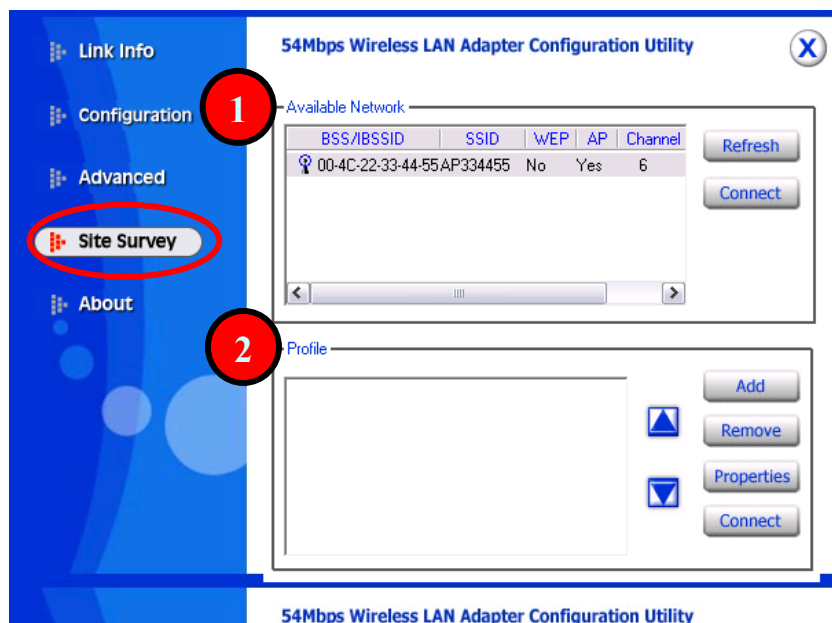 Link Info
Configuration
Advanced
Site Survey
About
54Mbps Wireless LAN Adapter Configuration Utility
X
1
Available Network
BSS/IBSSID SSID WEP AP Channel
00-4C-22-33-44-55 AP334455 No Yes 6
Refresh
Connect
2
Profile
Add
Remove
Properties
Connect
54Mbps Wireless LAN Adapter Configuration Utility